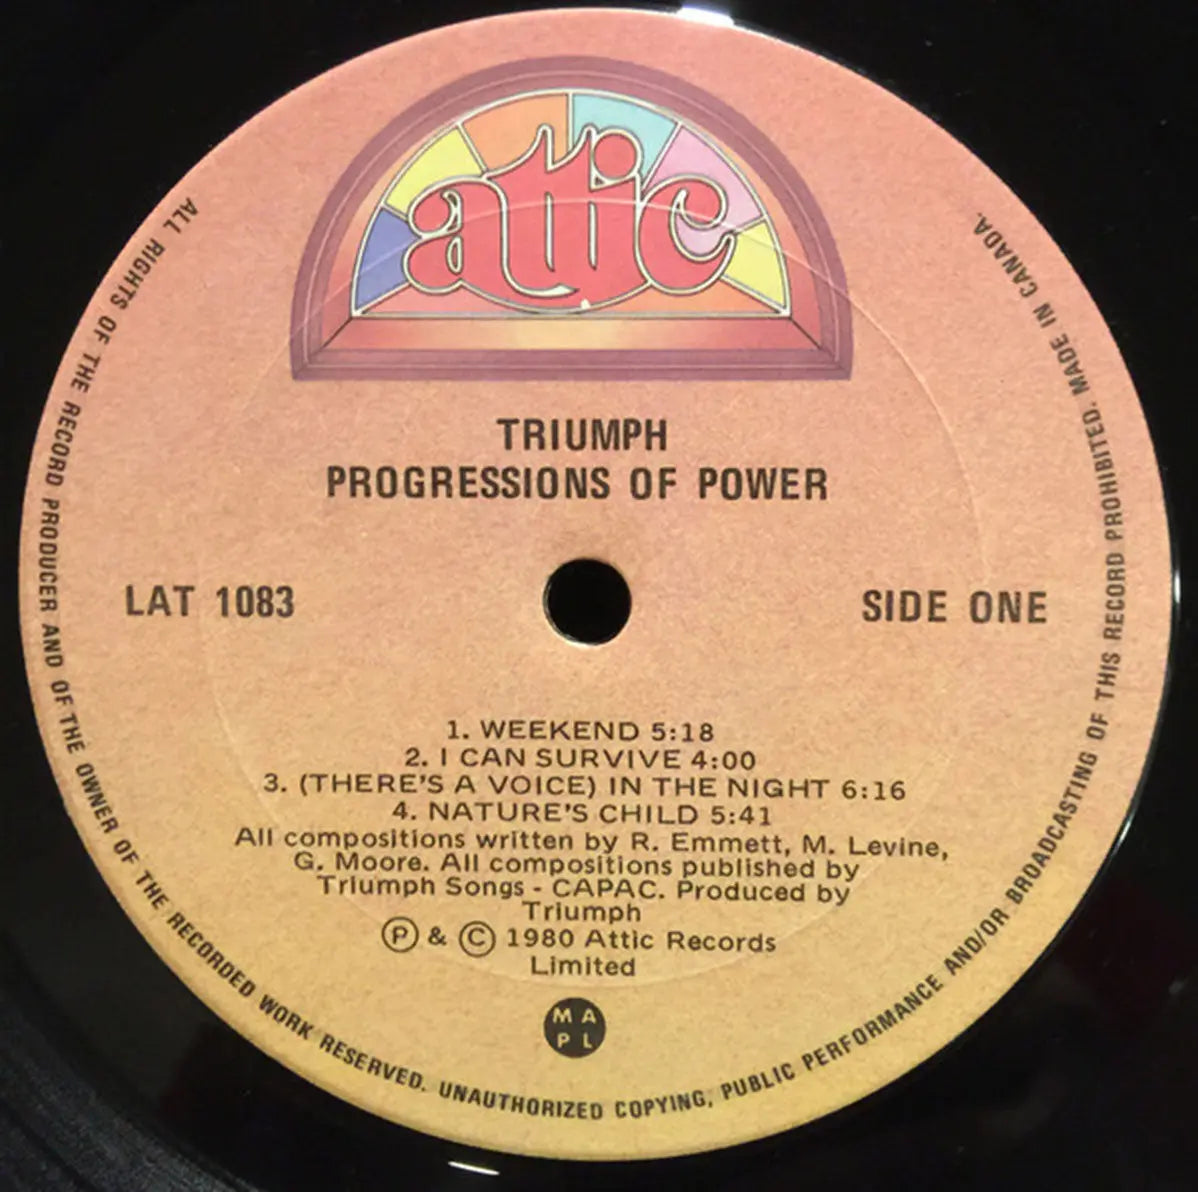 attic
TRIUMPH
PROGRESSIONS OF POWER
LAT 1083
SIDE ONE
1. WEEKEND 5:18
2. I CAN SURVIVE 4:00
3. (THERE'S A VOICE) IN THE NIGHT 6:16
4. NATURE'S CHILD 5:41
All compositions written by R. Emmett, M. Levine,
G. Moore. All compositions published by
Triumph Songs - CAPAC. Produced by
Triumph
Ⓟ & © 1980 Attic Records
Limited
M A
P L
ALL RIGHTS OF THE RECORD PRODUCER AND OF THE OWNER OF THE RECORDED WORK RESERVED. UNAUTHORIZED COPYING, PUBLIC PERFORMANCE AND/OR BROADCASTING OF THIS RECORD PROHIBITED. MADE IN CANADA.